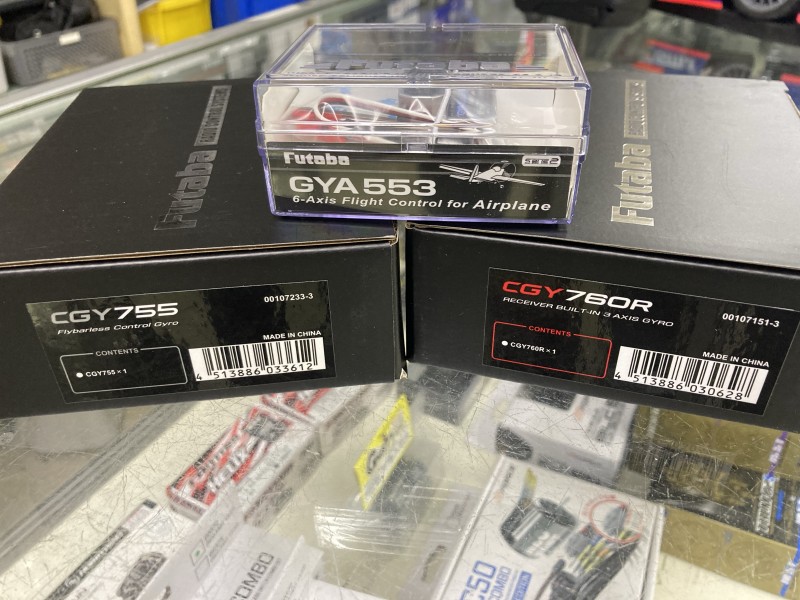 Futaba
GYA553
6-Axis Flight Control for Airplane
Futaba
Futaba
CGY755
Flybarless Control Gyro
00107233-3
CONTENTS
CGY755 × 1
MADE IN CHINA
4 513886 033612
CGY760R
RECEIVER BUILT-IN 3 AXIS GYRO
00107151-3
CONTENTS
CGY760R × 1
MADE IN CHINA
4 513886 030628
COMBO
C50
COMBO